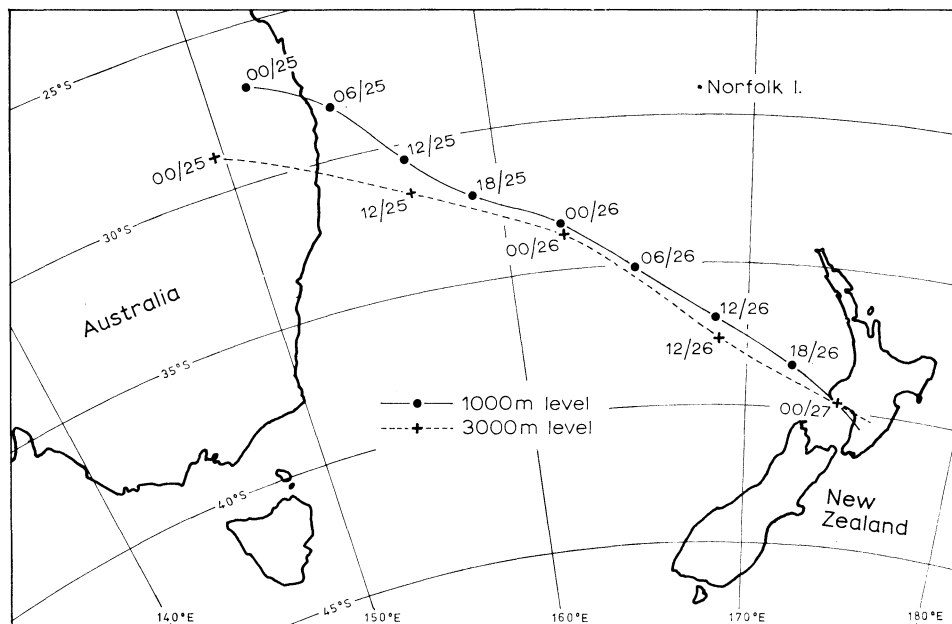 25°S
00/25
06/25
Norfolk I.
00/25
12/25
18/25
12/25
00/26
30°S
00/26
06/26
Australia
12/26
12/26
18/26
35°S
1000m level
00/27
3000m level
40°S
New
Zealand
45°S
140°E
150°E
160°E
170°E
180°E